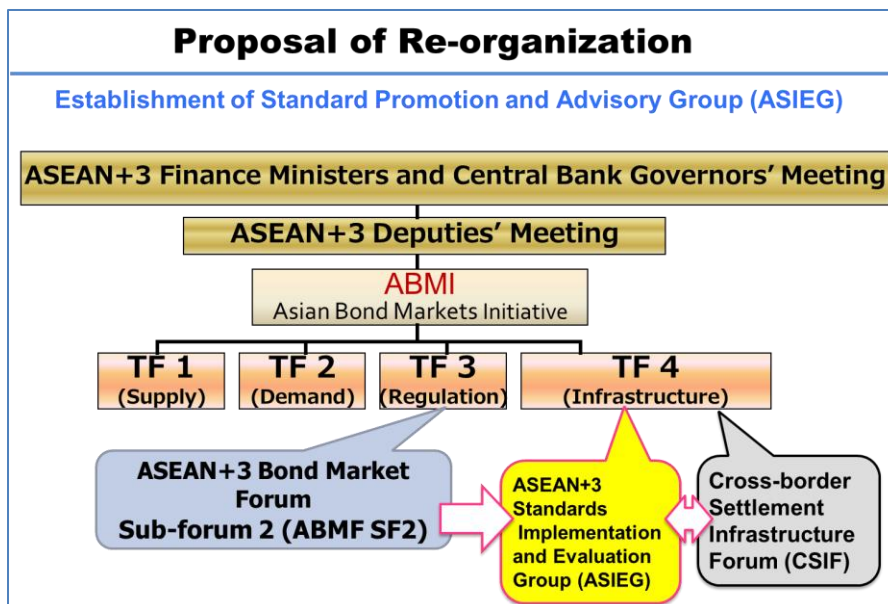 Proposal of Re-organization
Establishment of Standard Promotion and Advisory Group (ASIEG)
ASEAN+3 Finance Ministers and Central Bank Governors' Meeting
ASEAN+3 Deputies' Meeting
ABMI
Asian Bond Markets Initiative
TF 1
(Supply)
TF 2
(Demand)
TF 3
(Regulation)
TF 4
(Infrastructure)
ASEAN+3 Bond Market
Forum
Sub-forum 2 (ABMF SF2)
ASEAN+3
Standards
Implementation
and Evaluation
Group (ASIEG)
Cross-border
Settlement
Infrastructure
Forum (CSIF)